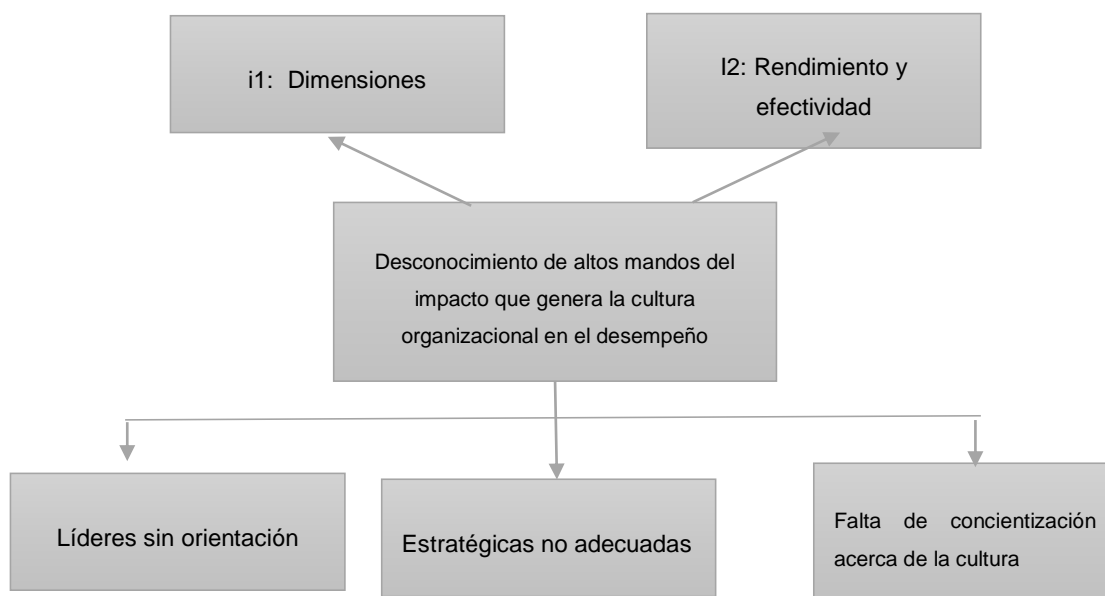 i1: Dimensiones
I2: Rendimiento y
efectividad
Desconocimiento de altos mandos del
impacto que genera la cultura
organizacional en el desempeño
Líderes sin orientación
Estratégicas no adecuadas
Falta de concientización
acerca de la cultura